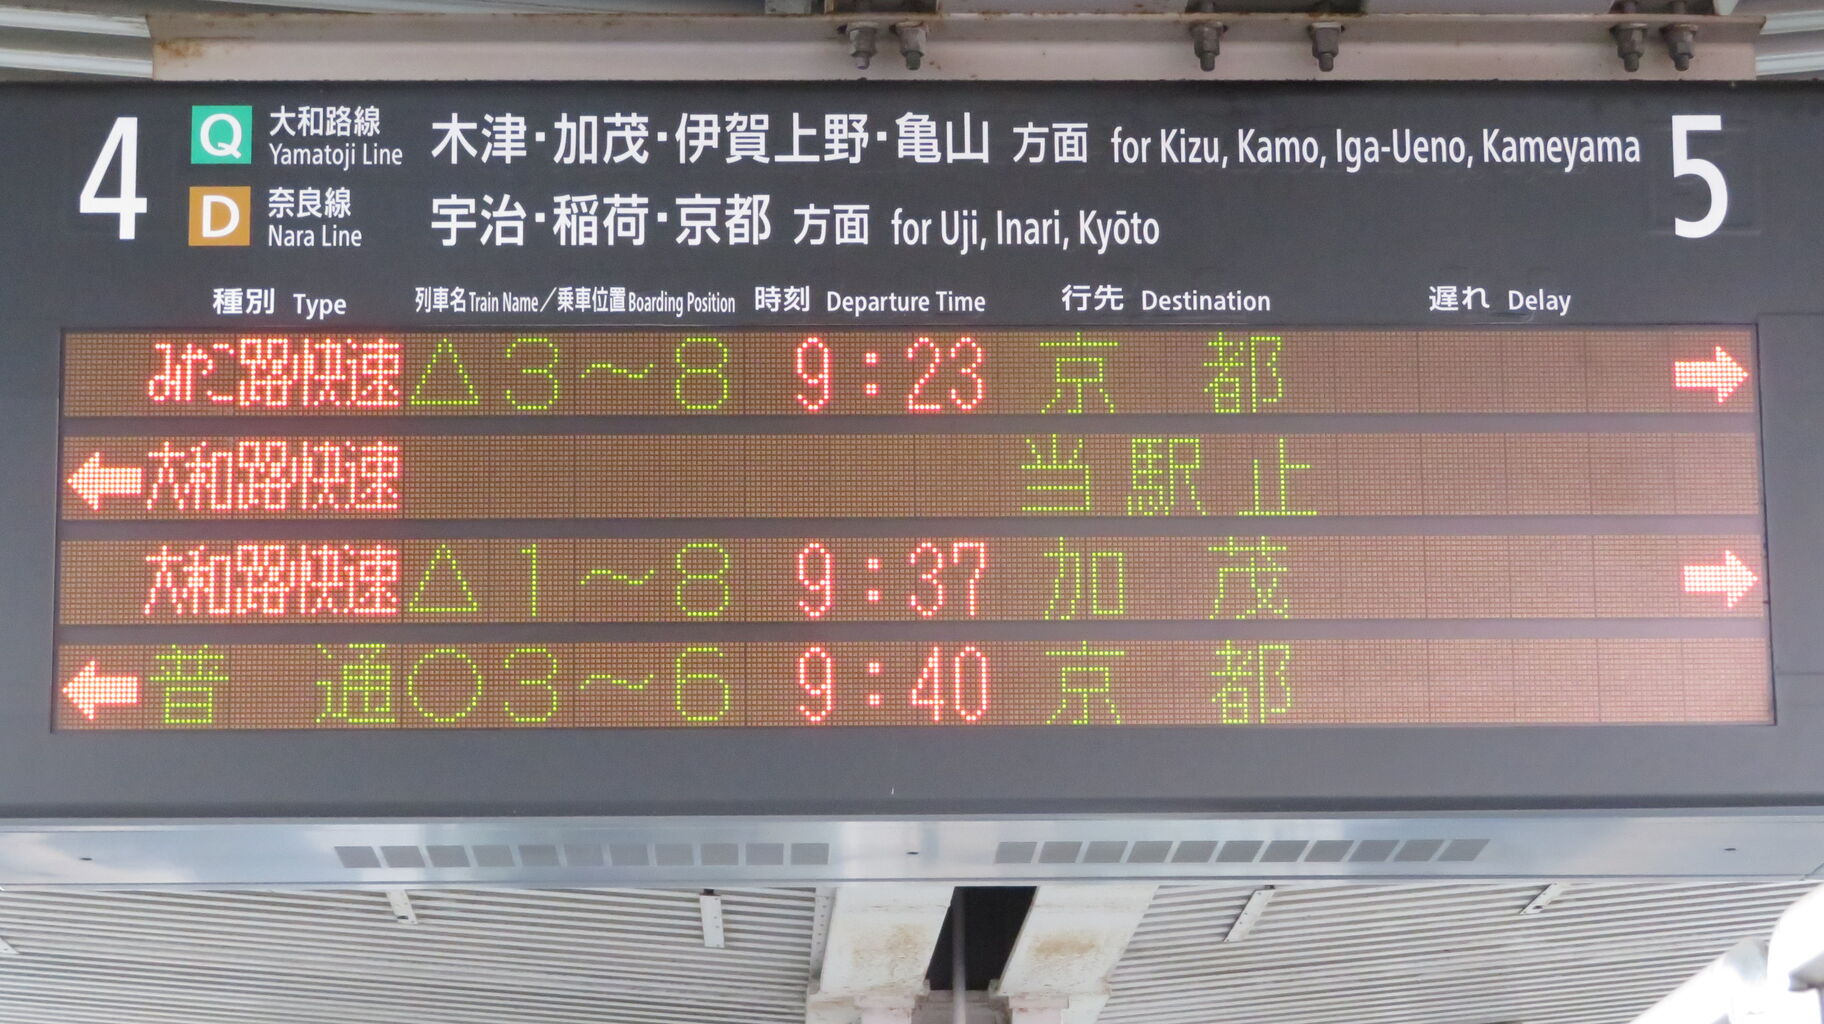 4 Q 大和路線 Yamatoji Line 木津・加茂・伊賀上野・亀山 方面 for Kizu, Kamo, Iga-Ueno, Kameyama 5
D 奈良線 Nara Line 宇治・稲荷・京都 方面 for Uji, Inari, Kyōto
種別 Type 列車名 Train Name／乗車位置 Boarding Position 時刻 Departure Time 行先 Destination 遅れ Delay
みやこ路快速 △3～8 9:23 京都 →
← 大和路快速 当駅止
大和路快速 △1～8 9:37 加茂 →
← 普通 ○3～6 9:40 京都